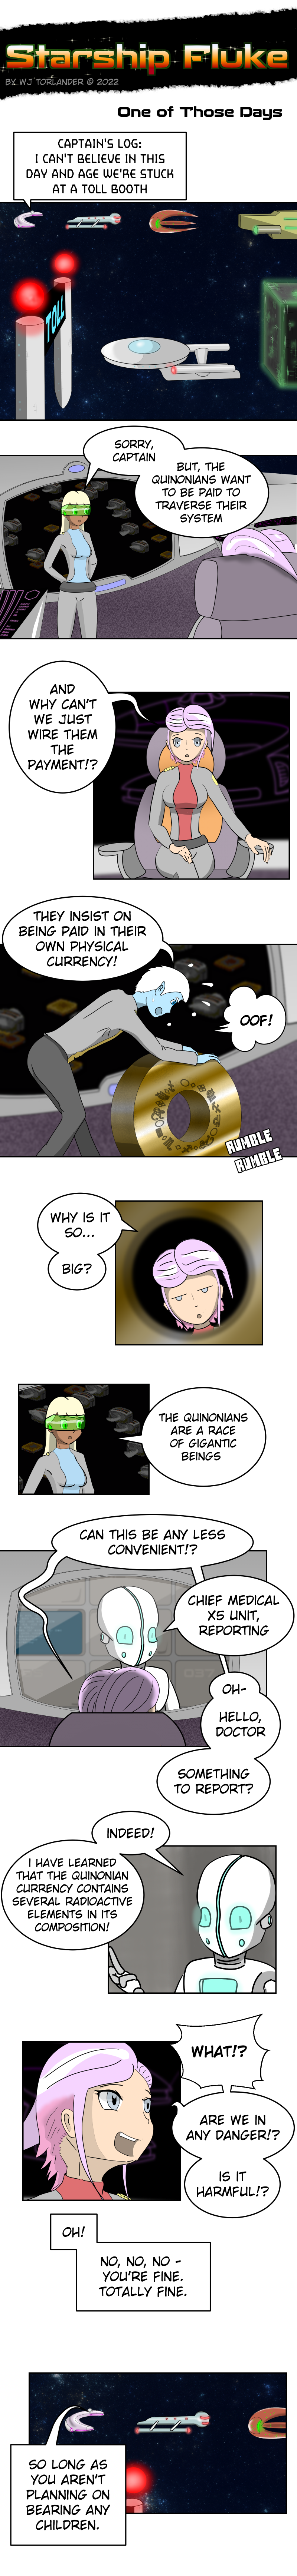 Starship Fluke
BY WJ TORLANDER © 2022
One of Those Days
CAPTAIN'S LOG:
I CAN'T BELIEVE IN THIS
DAY AND AGE WE'RE STUCK
AT A TOLL BOOTH
TOLL
SORRY,
CAPTAIN
BUT, THE
QUINONIANS WANT
TO BE PAID TO
TRAVERSE THEIR
SYSTEM
AND
WHY CAN'T
WE JUST
WIRE THEM
THE
PAYMENT!?
THEY INSIST ON
BEING PAID IN THEIR
OWN PHYSICAL
CURRENCY!
OOF!
RUMBLE
RUMBLE
WHY IS IT
SO...
BIG?
THE QUINONIANS
ARE A RACE
OF GIGANTIC
BEINGS
CAN THIS BE ANY LESS
CONVENIENT!?
CHIEF MEDICAL
X5 UNIT,
REPORTING
OH-
HELLO,
DOCTOR
SOMETHING
TO REPORT?
INDEED!
I HAVE LEARNED
THAT THE QUINONIAN
CURRENCY CONTAINS
SEVERAL RADIOACTIVE
ELEMENTS IN ITS
COMPOSITION!
WHAT!?
ARE WE IN
ANY DANGER!?
IS IT
HARMFUL!?
OH!
NO, NO, NO -
YOU'RE FINE.
TOTALLY FINE.
SO LONG AS
YOU AREN'T
PLANNING ON
BEARING ANY
CHILDREN.